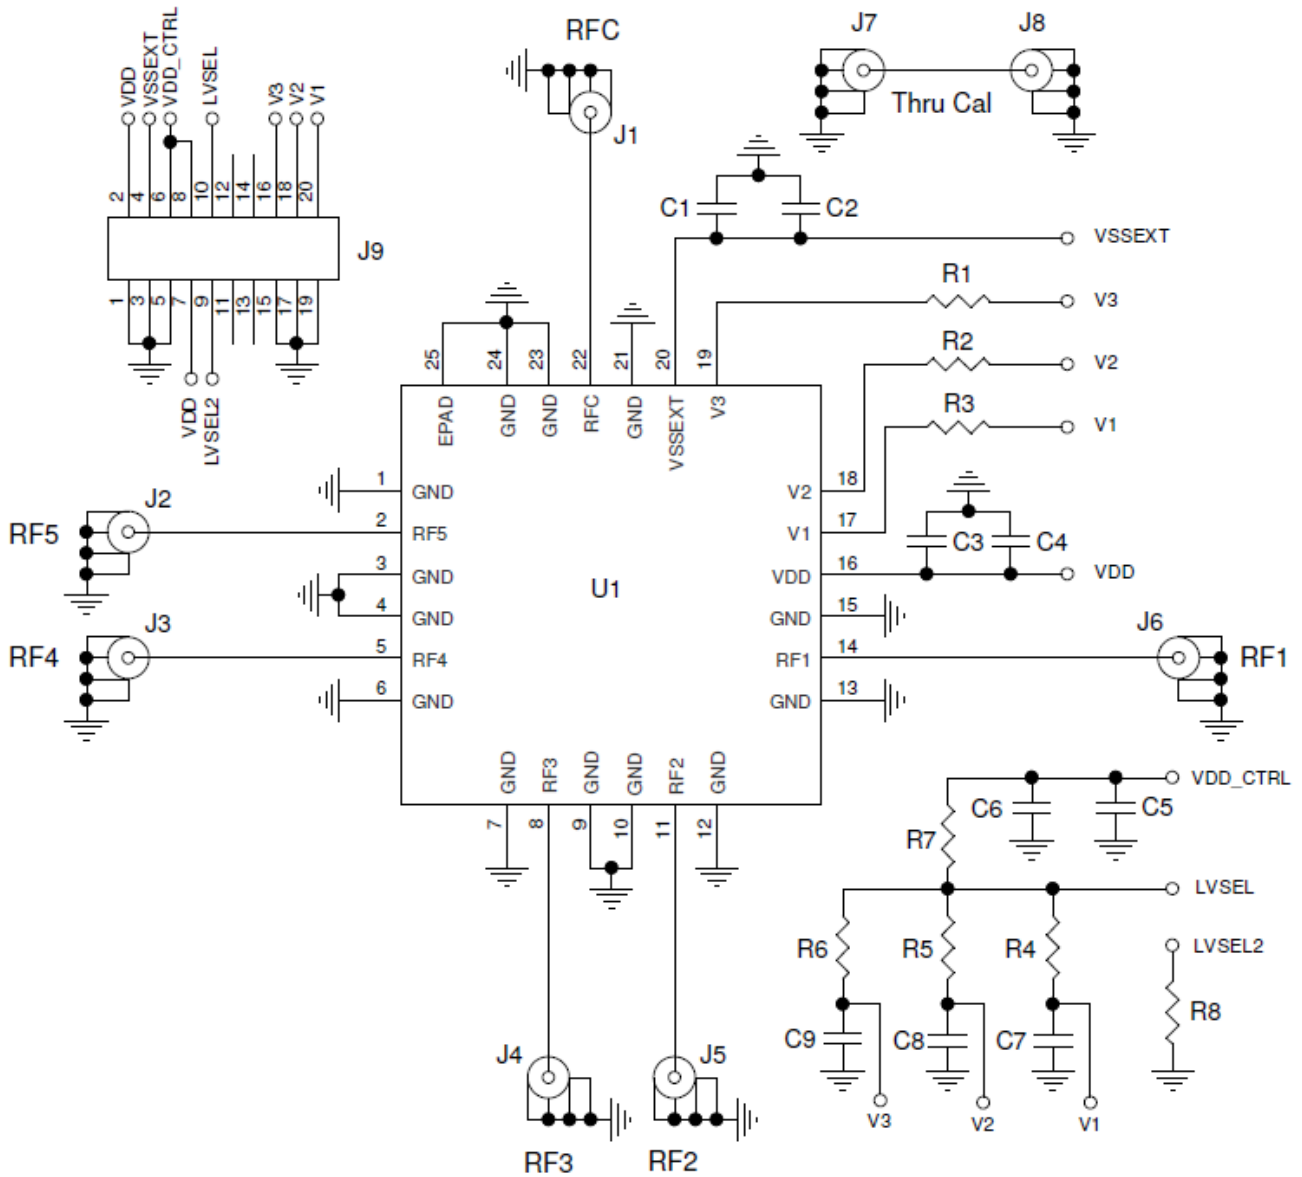 RFC
J7
J8
VDD
VSSEXT
VDD_CTRL
LVSEL
V3
V2
V1
Thru Cal
J1
2
4
6
8
10
12
14
16
18
20
J9
1
3
5
7
9
11
13
15
17
19
VDD
LVSEL2
C1
C2
VSSEXT
R1
V3
R2
V2
R3
V1
25
24
23
22
21
20
19
EPAD
GND
GND
RFC
GND
VSSEXT
V3
J2
RF5
1
GND
2
RF5
3
GND
4
GND
J3
RF4
5
RF4
6
GND
U1
V2
18
V1
17
VDD
16
C3
C4
VDD
GND
15
RF1
14
J6
RF1
GND
13
GND
RF3
GND
GND
RF2
GND
7
8
9
10
11
12
VDD_CTRL
R7
C6
C5
LVSEL
R6
R5
R4
LVSEL2
R8
C9
C8
C7
V3
V2
V1
J4
J5
RF3
RF2